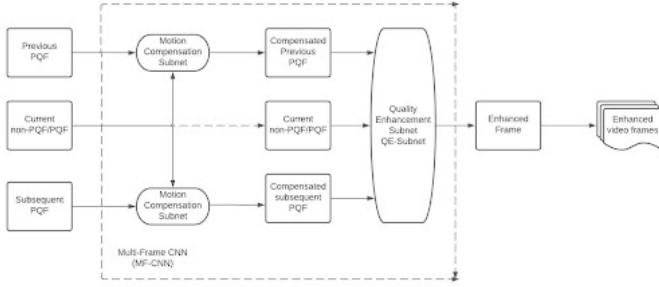 Previous
PQF
Motion
Compensation
Subnet
Compensated
Previous
PQF
Current
non-PQF/PQF
Current
non-PQF/PQF
Quality
Enhancement
Subnet
QE-Subnet
Enhanced
Frame
Enhanced
video frames
Subsequent
PQF
Motion
Compensation
Subnet
Compensated
subsequent
PQF
Multi-Frame CNN
(MF-CNN)